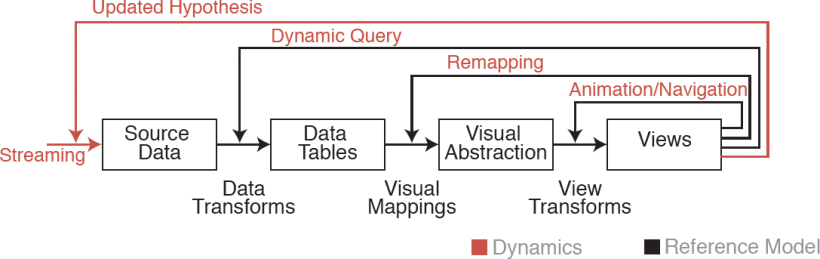 Updated Hypothesis
Dynamic Query
Remapping
Animation/Navigation
Streaming
Source
Data
Data
Tables
Visual
Abstraction
Views
Data
Transforms
Visual
Mappings
View
Transforms
Dynamics
Reference Model